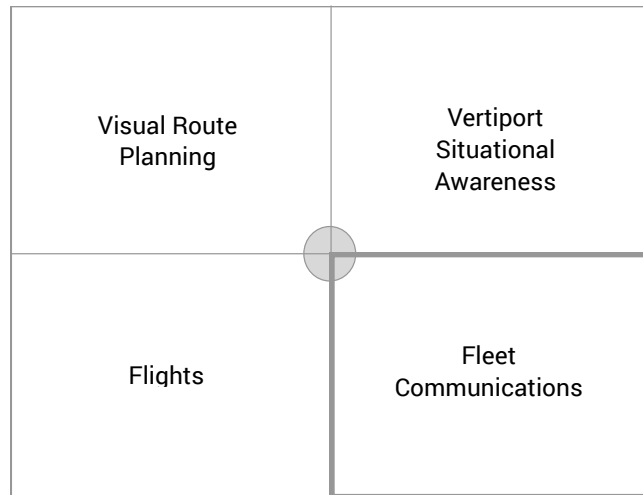 Visual Route
Planning
Vertiport
Situational
Awareness
Flights
Fleet
Communications